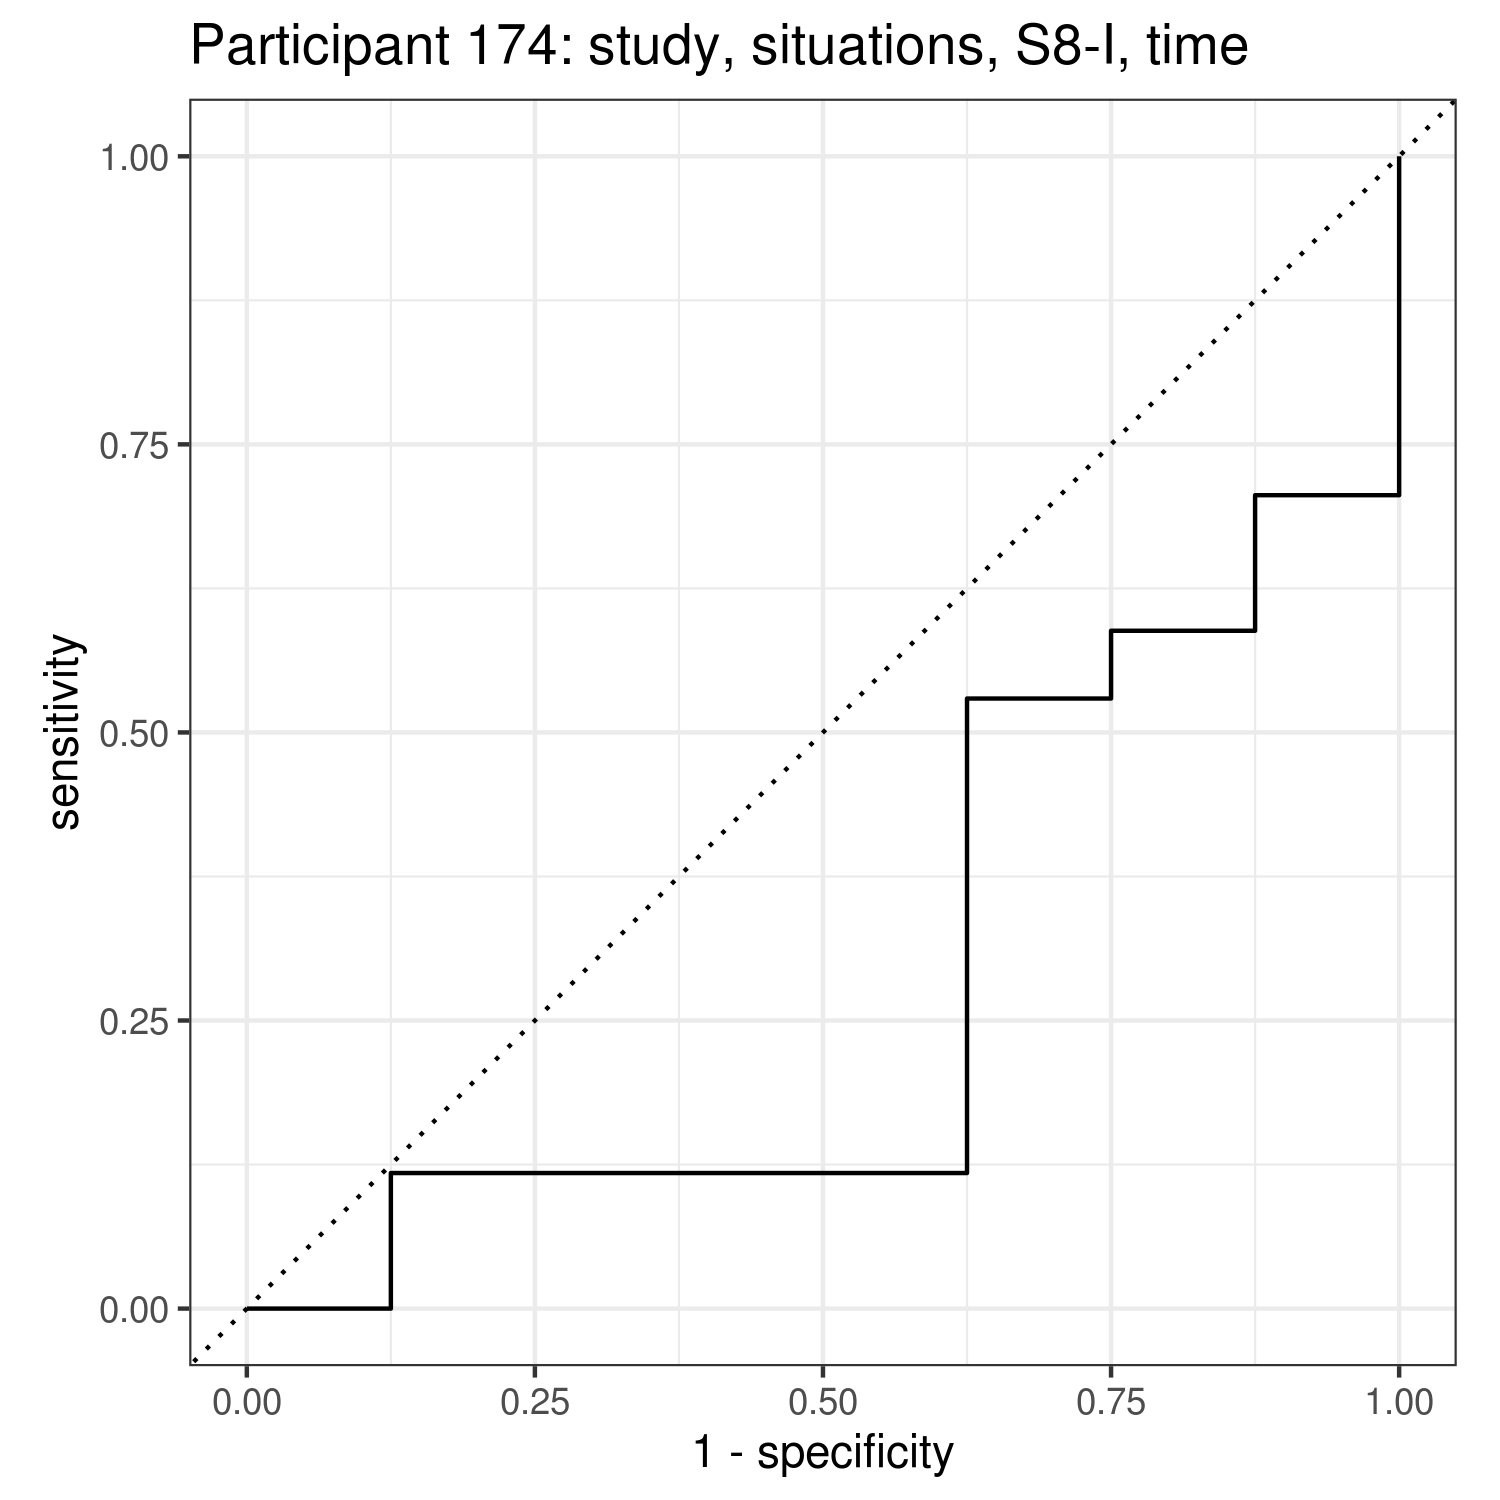 Participant 174: study, situations, S8-I, time
1.00
0.75
0.50
0.25
0.00
sensitivity
0.00 0.25 0.50 0.75 1.00
1 - specificity